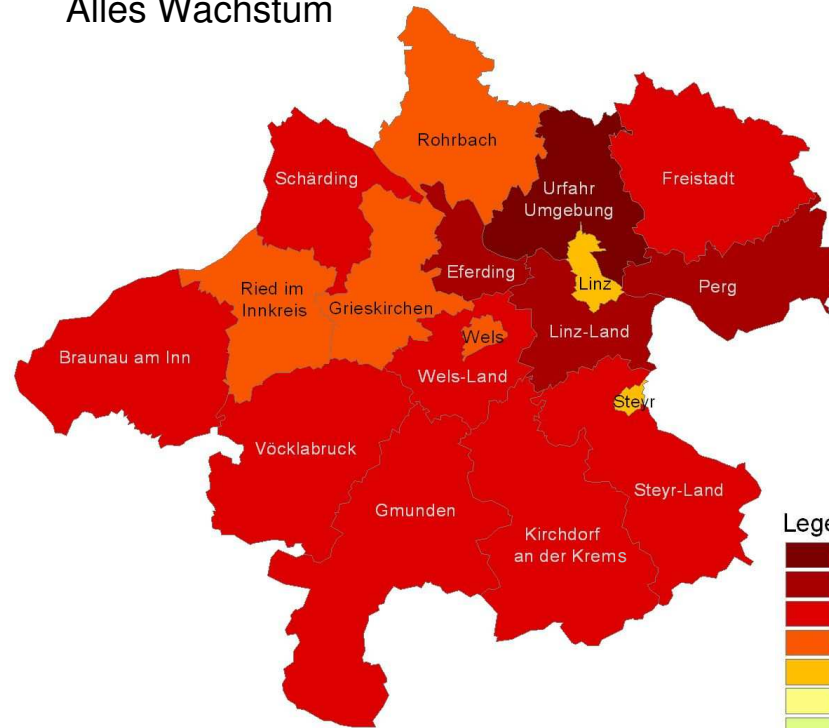 Alles Wachstum
Rohrbach
Schärding
Urfahr
Umgebung
Freistadt
Eferding
Linz
Perg
Ried im
Innkreis
Grieskirchen
Wels
Linz-Land
Braunau am Inn
Wels-Land
Steyr
Vöcklabruck
Steyr-Land
Gmunden
Kirchdorf
an der Krems
Lege